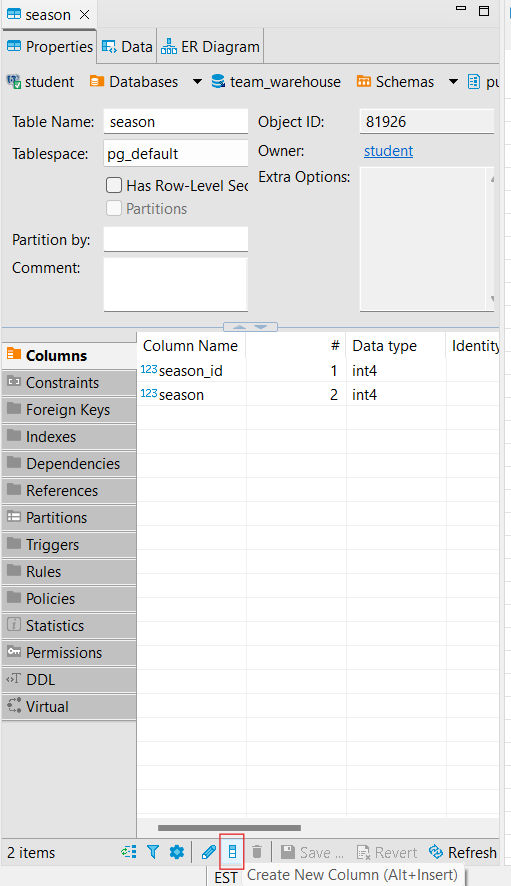 season
Properties Data ER Diagram
student Databases team_warehouse Schemas pu
Table Name: season Object ID: 81926
Tablespace: pg_default Owner: student
Has Row-Level Sec Extra Options:
Partitions
Partition by:
Comment:
Columns
Constraints
Foreign Keys
Indexes
Dependencies
References
Partitions
Triggers
Rules
Policies
Statistics
Permissions
DDL
Virtual
Column Name # Data type Identity
123 season_id 1 int4
123 season 2 int4
2 items Save ... Revert Refresh
EST Create New Column (Alt+Insert)